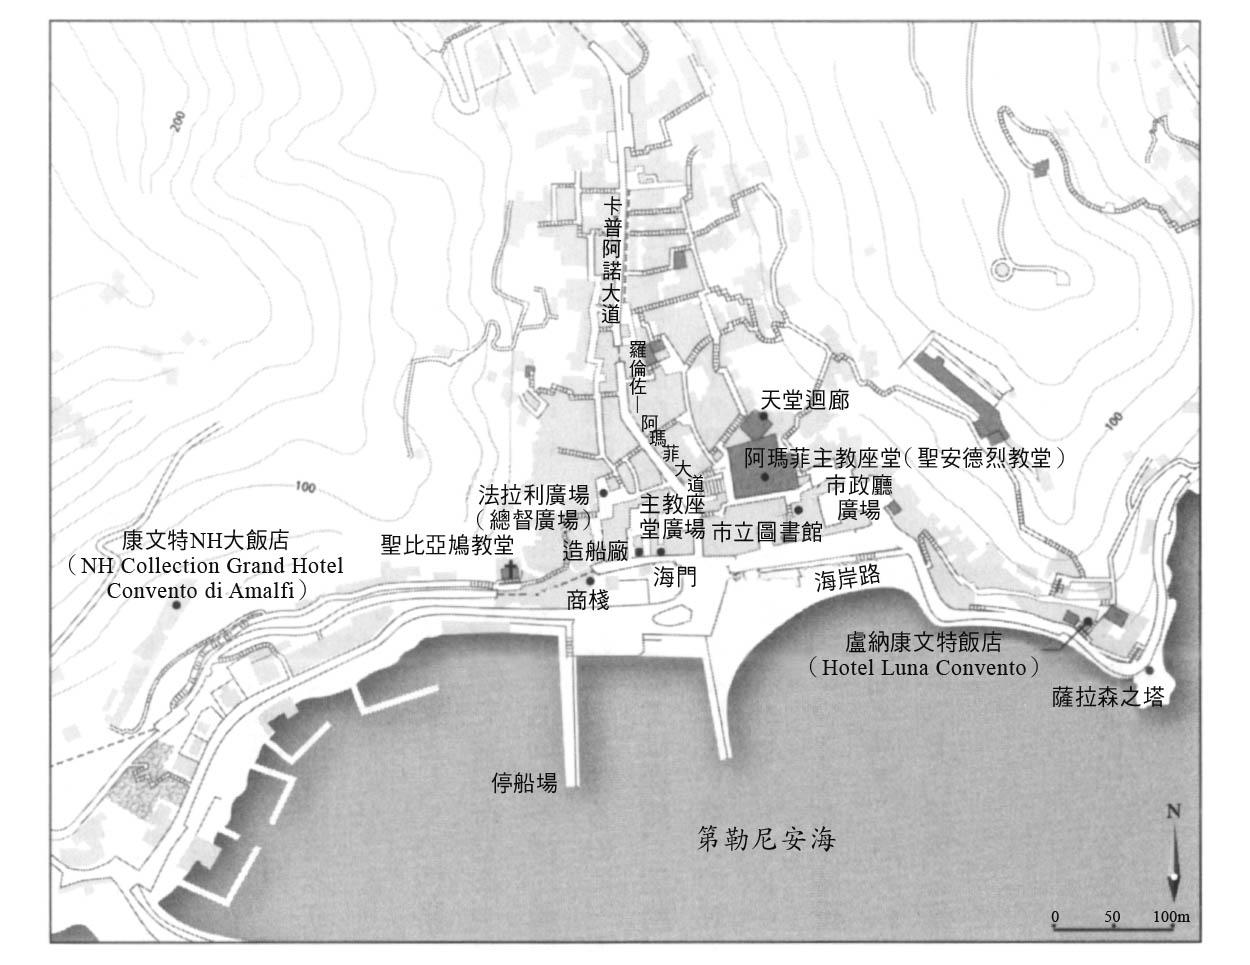 200
卡普阿諾大道
羅倫佐—阿瑪菲大道
天堂迴廊
100
阿瑪菲主教座堂（聖安德烈教堂）
市政廳
廣場
法拉利廣場
（總督廣場）
主教座
堂廣場
市立圖書館
100
康文特NH大飯店
（NH Collection Grand Hotel
Convento di Amalfi）
聖比亞鳩教堂
造船廠
海門
海岸路
商棧
盧納康文特飯店
（Hotel Luna Convento）
薩拉森之塔
停船場
第勒尼安海
N
0 50 100m